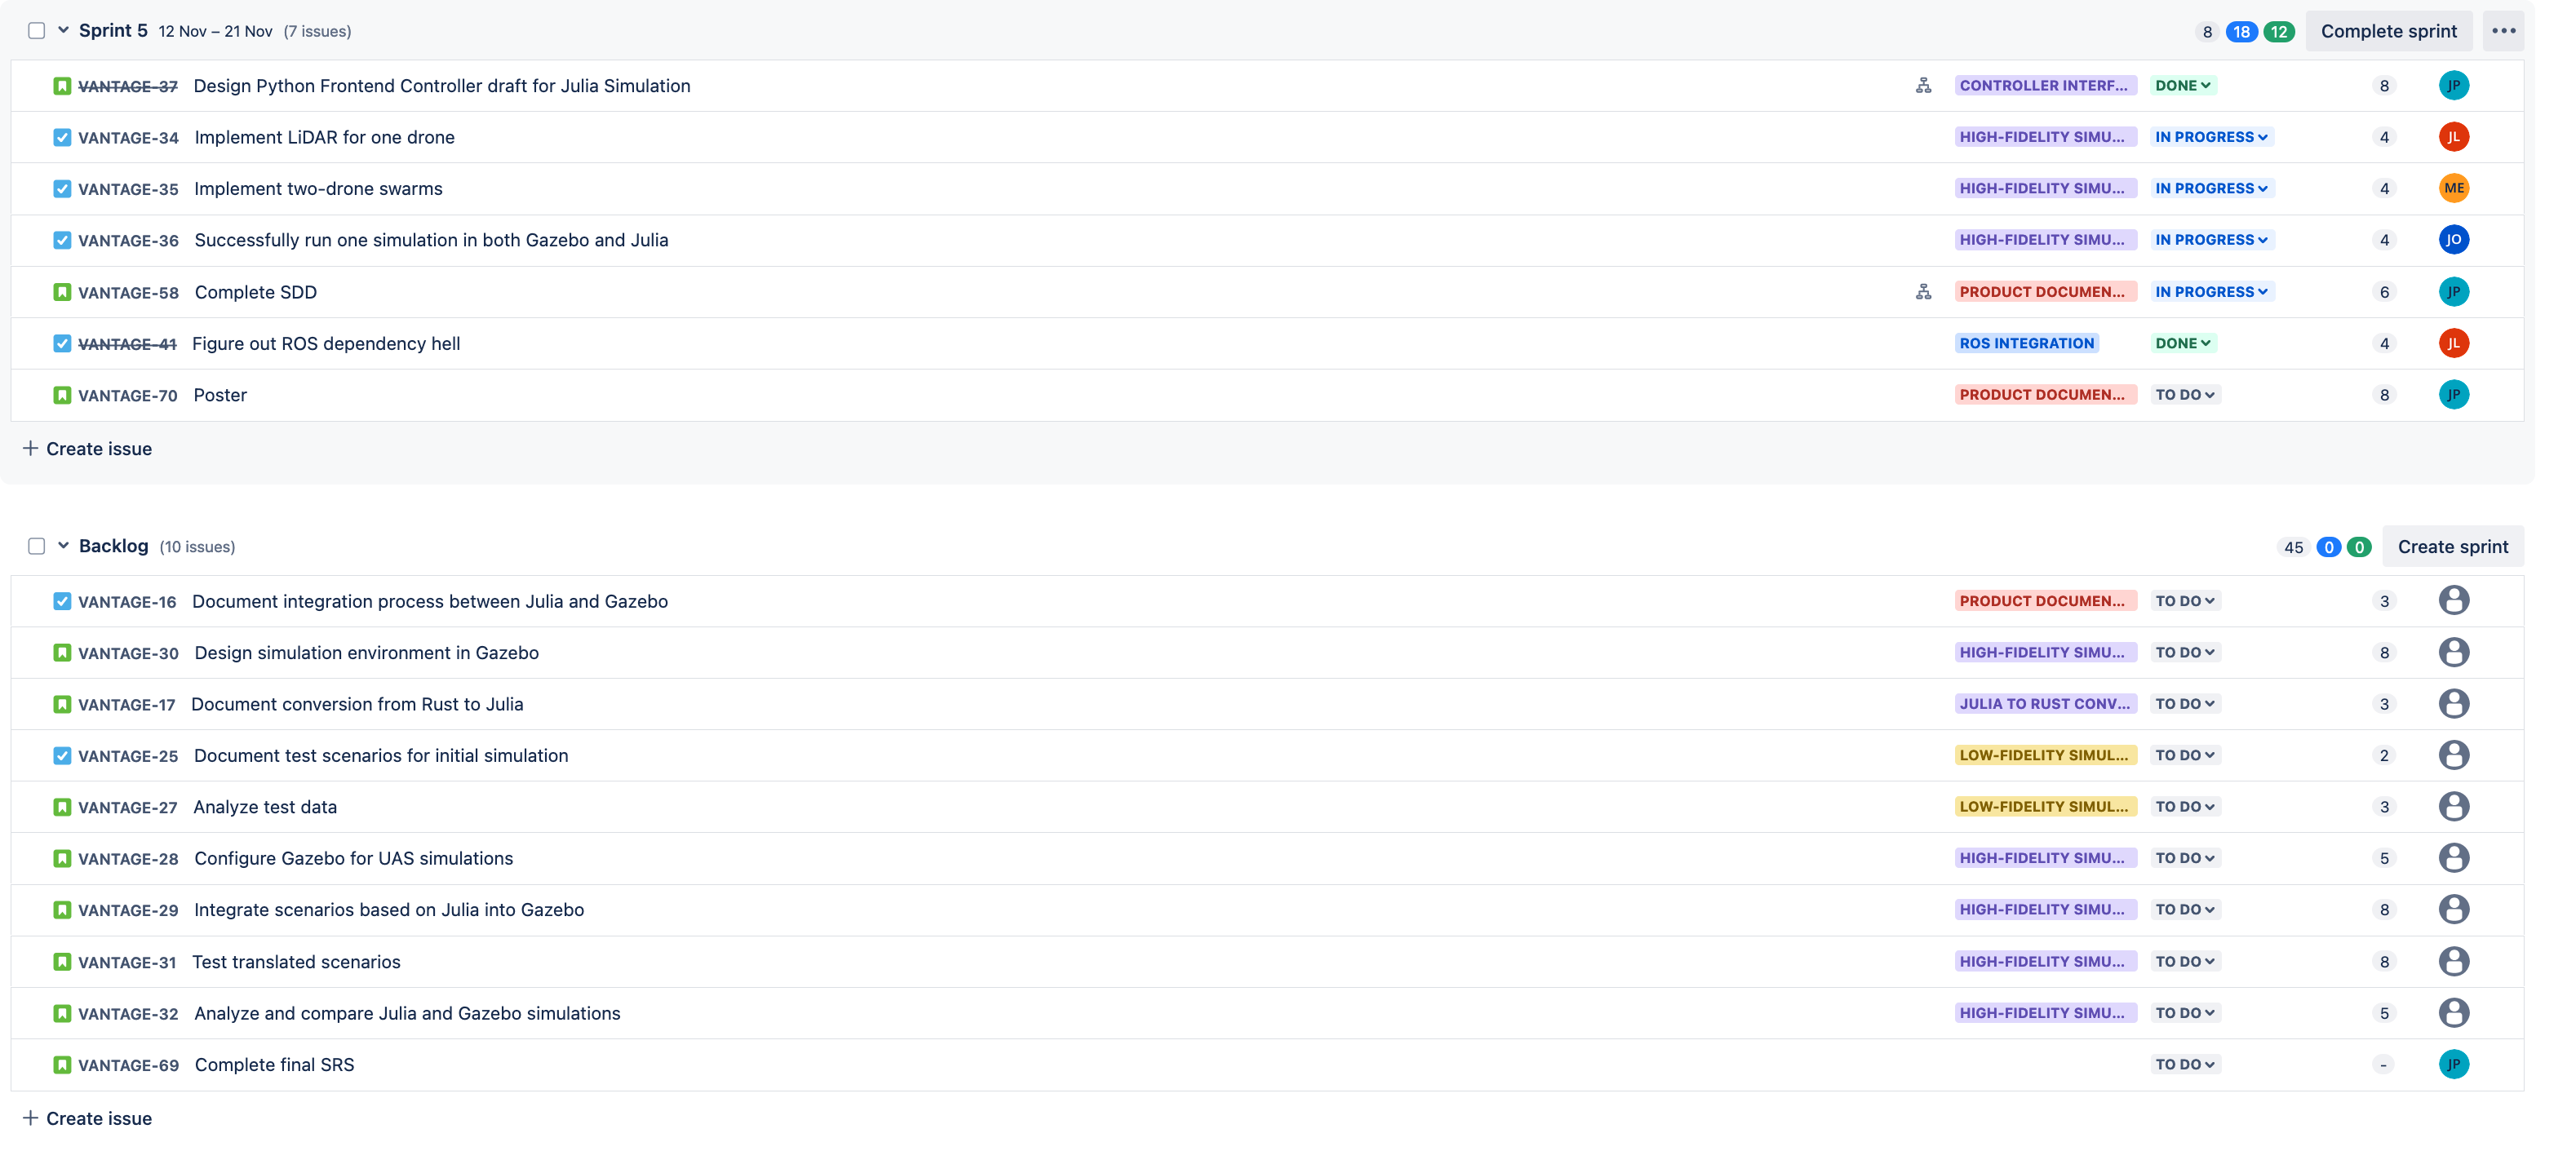 Sprint 5 12 Nov – 21 Nov (7 issues) 8 18 12 Complete sprint
VANTAGE-37 Design Python Frontend Controller draft for Julia Simulation CONTROLLER INTERF... DONE 8 JP
VANTAGE-34 Implement LiDAR for one drone HIGH-FIDELITY SIMU... IN PROGRESS 4 JL
VANTAGE-35 Implement two-drone swarms HIGH-FIDELITY SIMU... IN PROGRESS 4 ME
VANTAGE-36 Successfully run one simulation in both Gazebo and Julia HIGH-FIDELITY SIMU... IN PROGRESS 4 JO
VANTAGE-58 Complete SDD PRODUCT DOCUMEN... IN PROGRESS 6 JP
VANTAGE-41 Figure out ROS dependency hell ROS INTEGRATION DONE 4 JL
VANTAGE-70 Poster PRODUCT DOCUMEN... TO DO 8 JP
+ Create issue
Backlog (10 issues) 45 0 0 Create sprint
VANTAGE-16 Document integration process between Julia and Gazebo PRODUCT DOCUMEN... TO DO 3
VANTAGE-30 Design simulation environment in Gazebo HIGH-FIDELITY SIMU... TO DO 8
VANTAGE-17 Document conversion from Rust to Julia JULIA TO RUST CONV... TO DO 3
VANTAGE-25 Document test scenarios for initial simulation LOW-FIDELITY SIMUL... TO DO 2
VANTAGE-27 Analyze test data LOW-FIDELITY SIMUL... TO DO 3
VANTAGE-28 Configure Gazebo for UAS simulations HIGH-FIDELITY SIMU... TO DO 5
VANTAGE-29 Integrate scenarios based on Julia into Gazebo HIGH-FIDELITY SIMU... TO DO 8
VANTAGE-31 Test translated scenarios HIGH-FIDELITY SIMU... TO DO 8
VANTAGE-32 Analyze and compare Julia and Gazebo simulations HIGH-FIDELITY SIMU... TO DO 5
VANTAGE-69 Complete final SRS TO DO - JP
+ Create issue